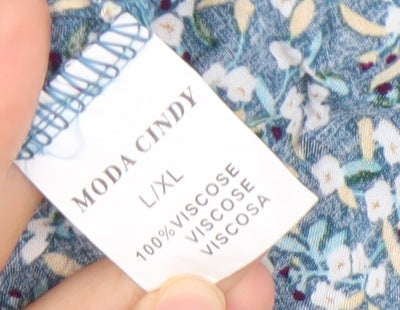 MODA CINDY
L/XL
100%VISCOSE
VISCOSE
VISCOSA